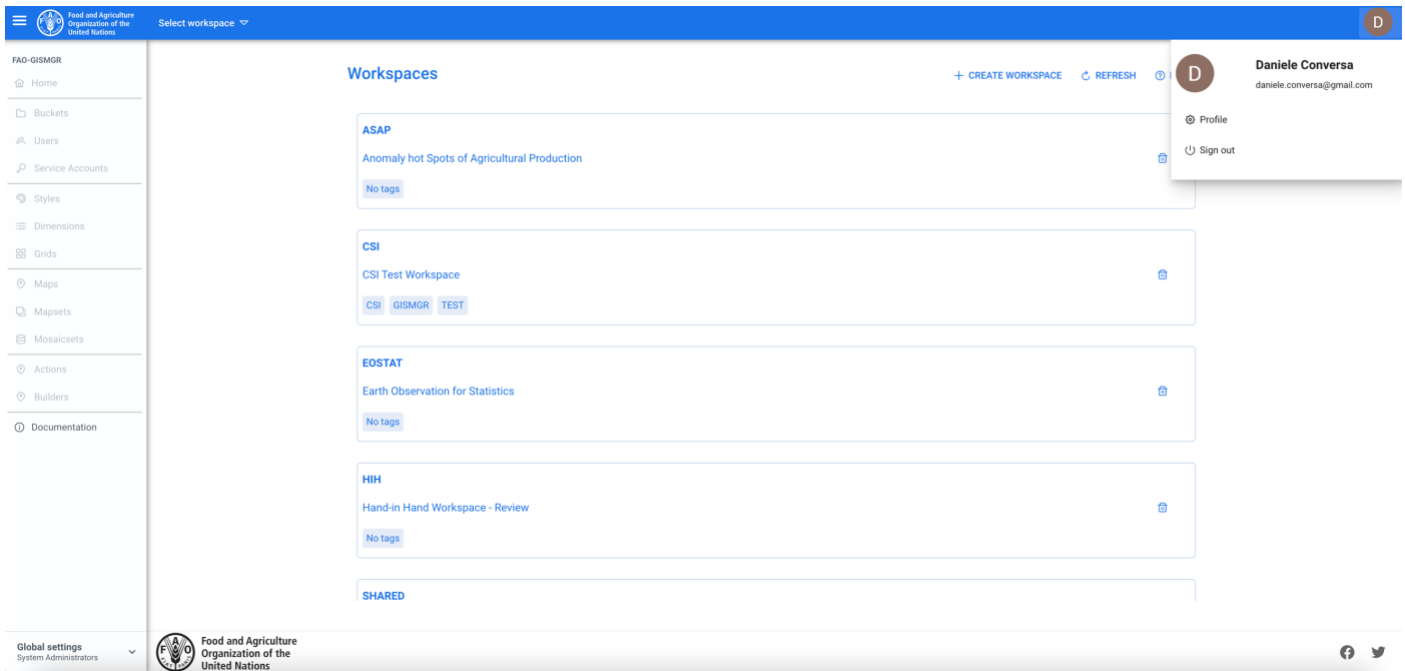 Food and Agriculture
Organization of the
United Nations
Select workspace
D
FAO-GISMGR
Home
Buckets
Users
Service Accounts
Styles
Dimensions
Grids
Maps
Mapsets
Mosaicsets
Actions
Builders
Documentation
Global settings
System Administrators
Workspaces
CREATE WORKSPACE
REFRESH
D
Daniele Conversa
daniele.conversa@gmail.com
Profile
Sign out
ASAP
Anomaly hot Spots of Agricultural Production
No tags
CSI
CSI Test Workspace
CSI GISMGR TEST
EOSTAT
Earth Observation for Statistics
No tags
HIH
Hand-in Hand Workspace - Review
No tags
SHARED
Food and Agriculture
Organization of the
United Nations